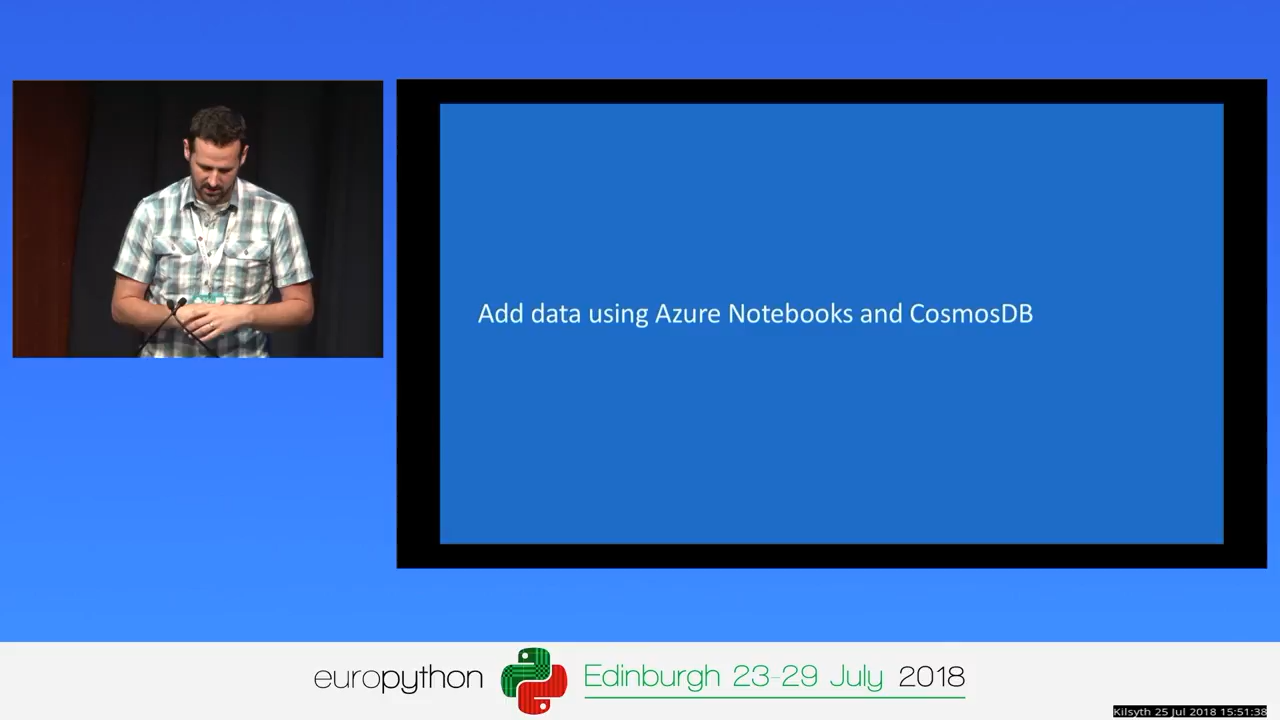 Add data using Azure Notebooks and CosmosDB
europython Edinburgh 23-29 July 2018
Kilsyth 25 Jul 2018 15:51:38